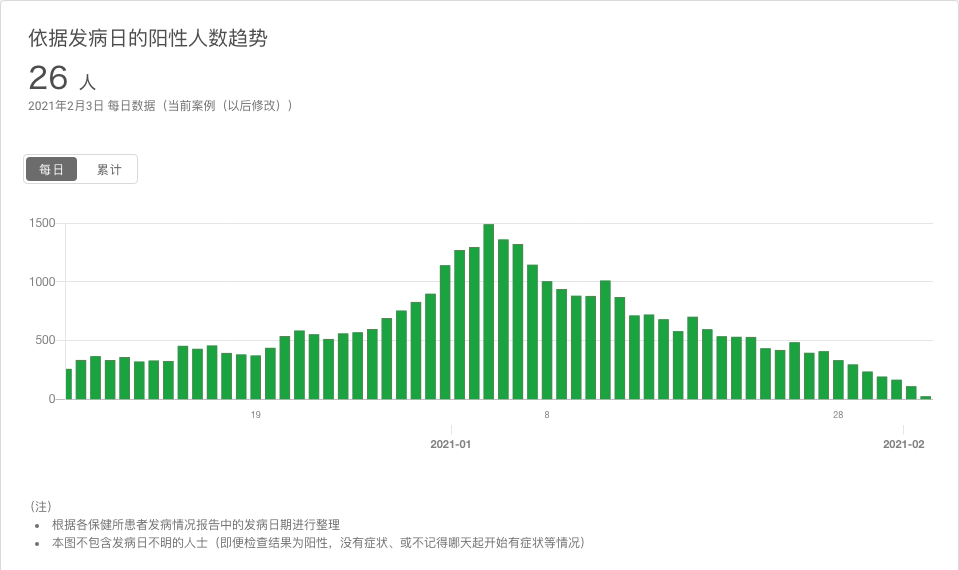 依据发病日的阳性人数趋势
26 人
2021年2月3日 每日数据（当前案例（以后修改））
每日 累计
1500
1000
500
0
19 8 28
2021-01 2021-02
（注）
• 根据各保健所患者发病情况报告中的发病日期进行整理
• 本图不包含发病日不明的人士（即便检查结果为阳性，没有症状、或不记得哪天起开始有症状等情况）